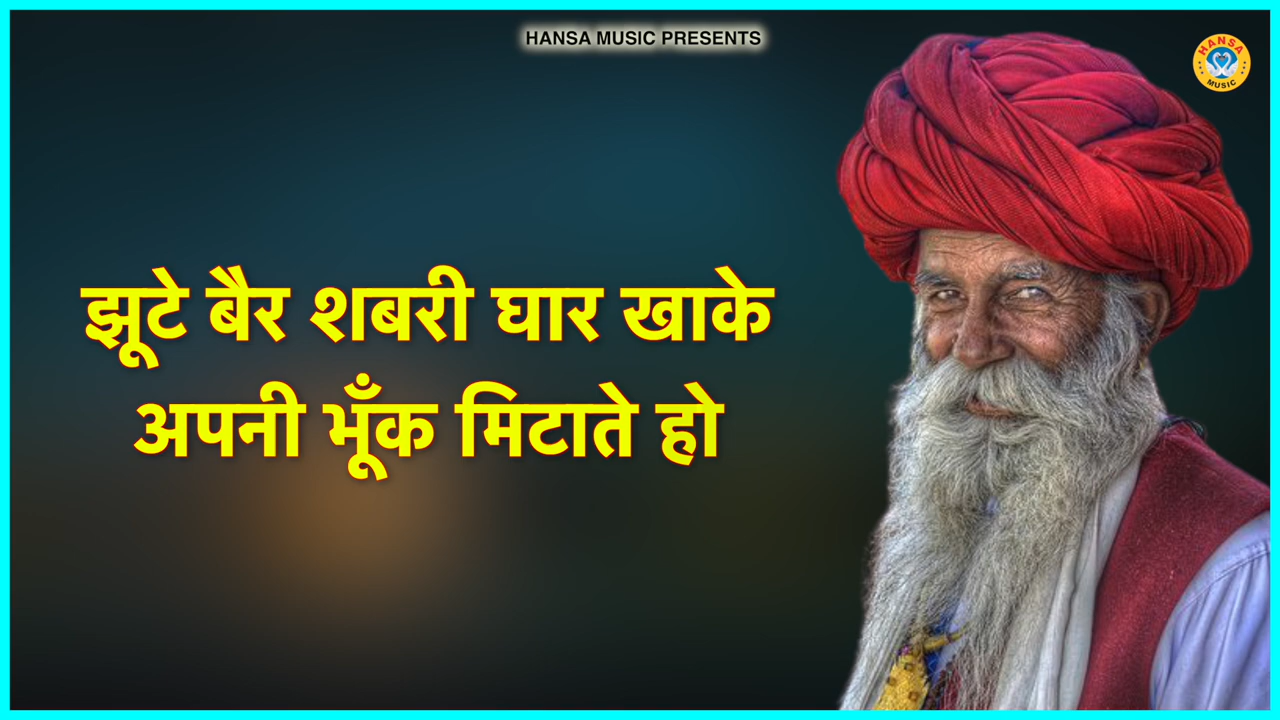 HANSA MUSIC PRESENTS
HANSA
MUSIC
झूटे बैर शबरी घार खाके
अपनी भूँक मिटाते हो